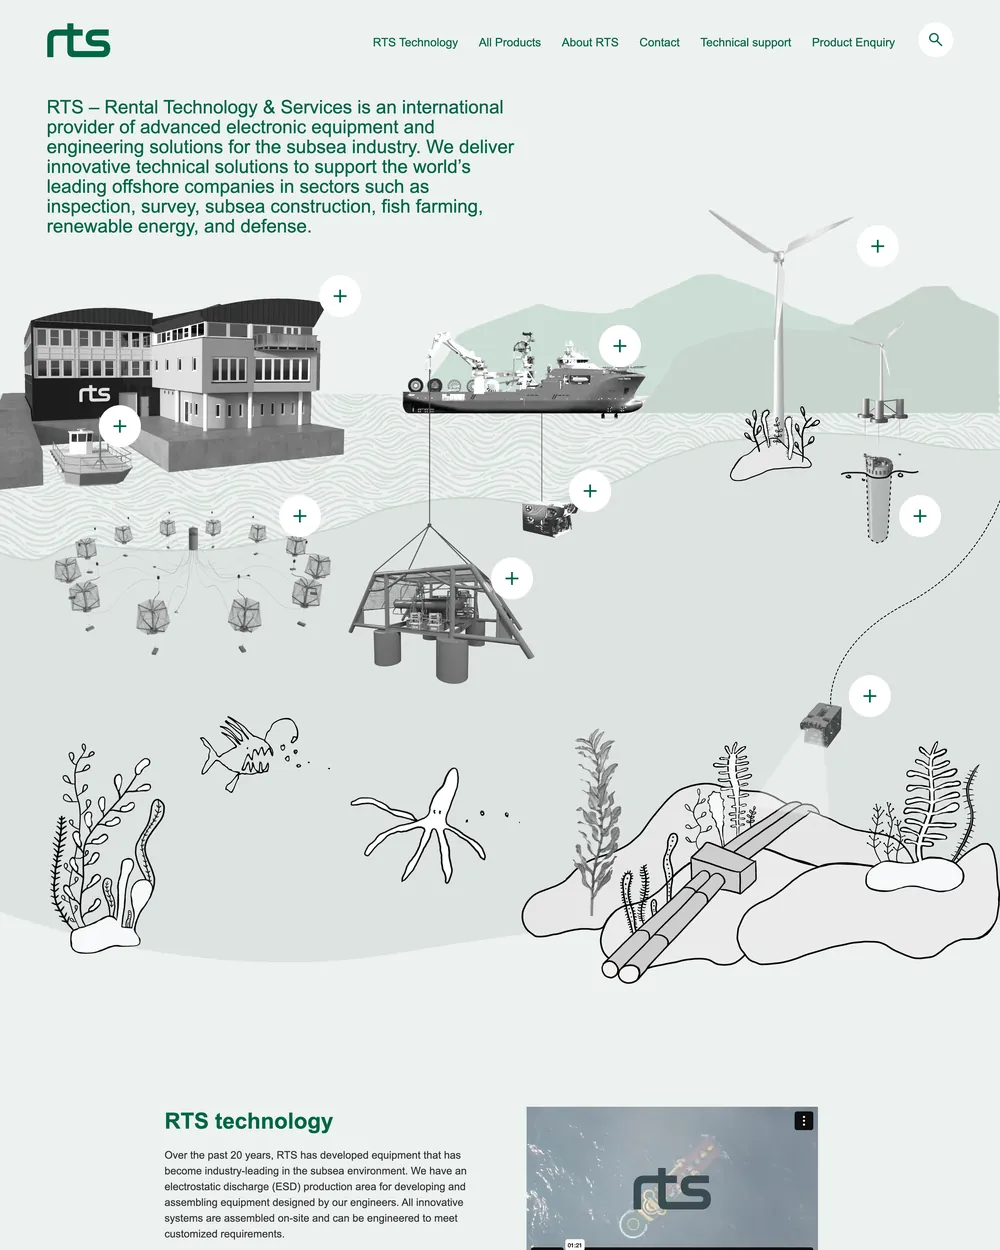 rts
RTS Technology All Products About RTS Contact Technical support Product Enquiry
RTS – Rental Technology & Services is an international
provider of advanced electronic equipment and
engineering solutions for the subsea industry. We deliver
innovative technical solutions to support the world’s
leading offshore companies in sectors such as
inspection, survey, subsea construction, fish farming,
renewable energy, and defense.
rts
RTS technology
Over the past 20 years, RTS has developed equipment that has
become industry-leading in the subsea environment. We have an
electrostatic discharge (ESD) production area for developing and
assembling equipment designed by our engineers. All innovative
systems are assembled on-site and can be engineered to meet
customized requirements.
rts
01:21